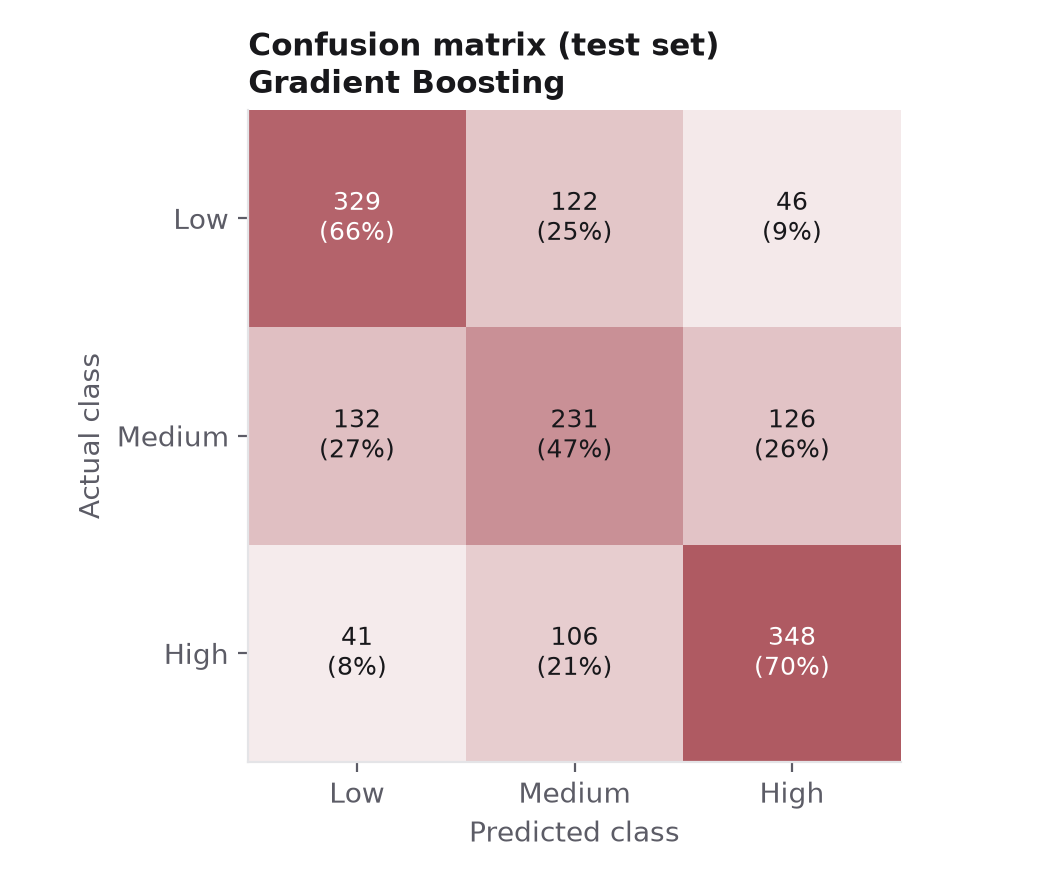 Confusion matrix (test set)
Gradient Boosting
Actual class
Low
329
(66%)
122
(25%)
46
(9%)
Medium
132
(27%)
231
(47%)
126
(26%)
High
41
(8%)
106
(21%)
348
(70%)
Low
Medium
High
Predicted class